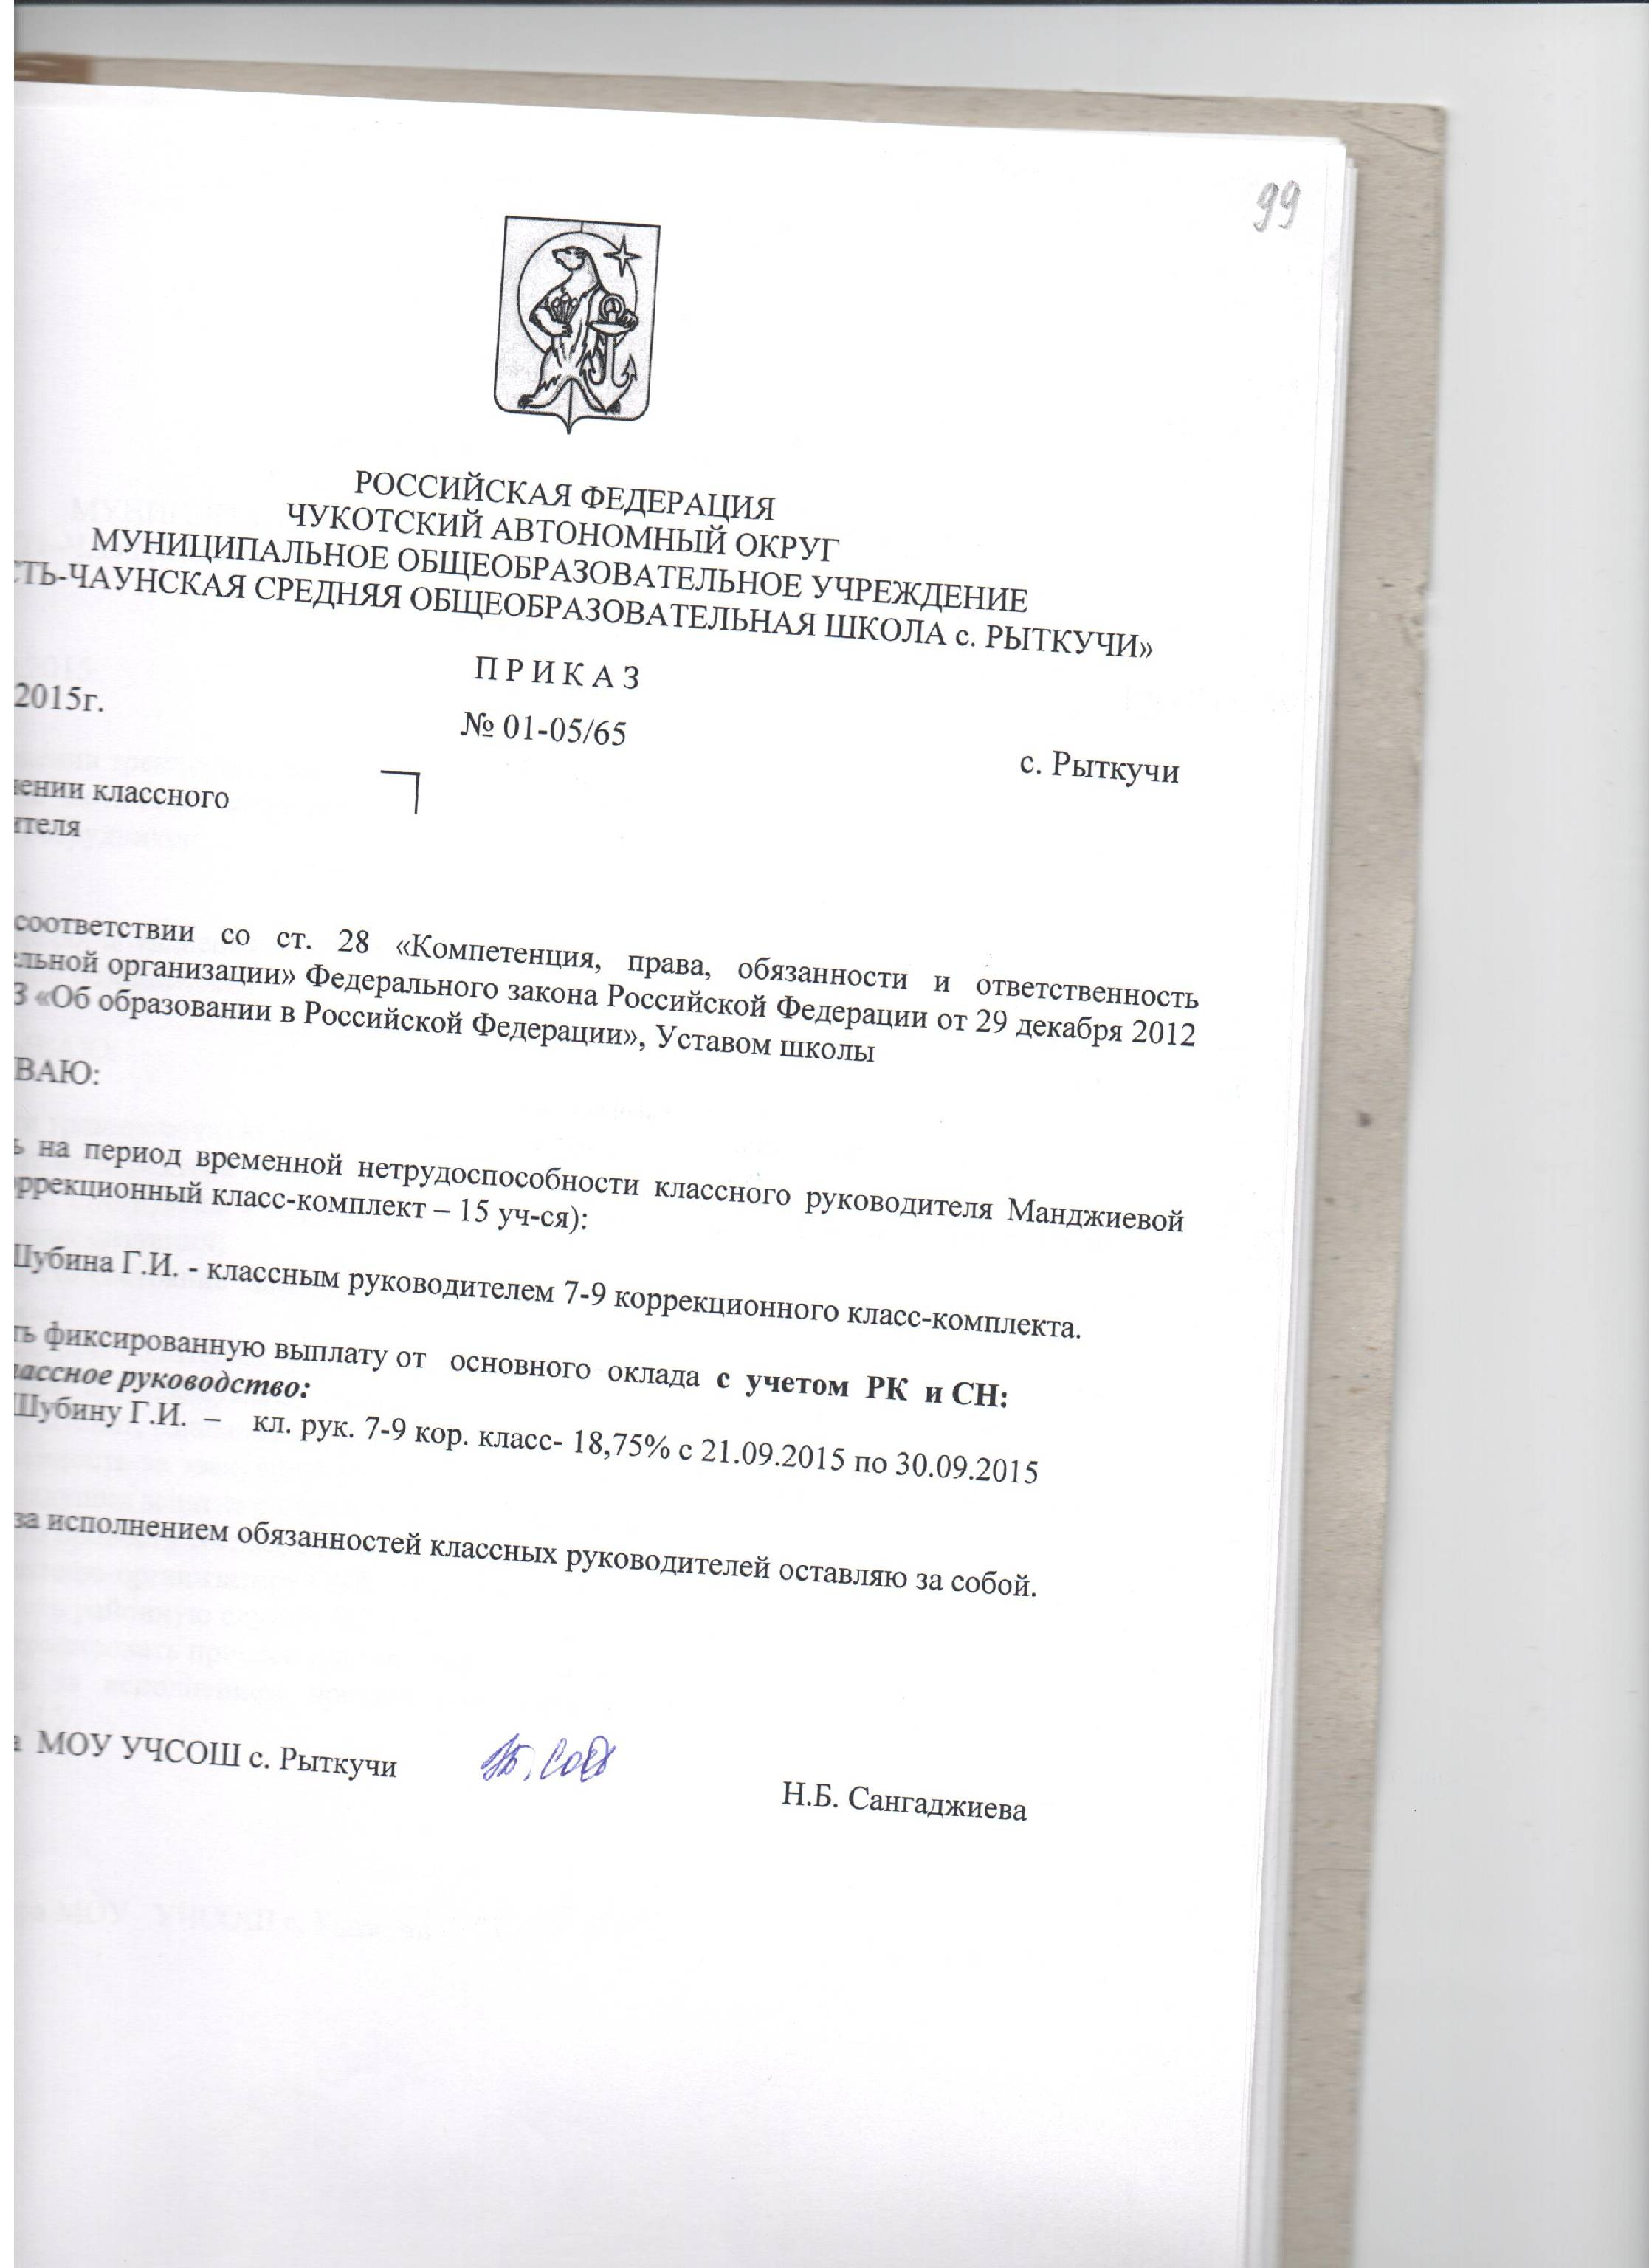 99
РОССИЙСКАЯ ФЕДЕРАЦИЯ
ЧУКОТСКИЙ АВТОНОМНЫЙ ОКРУГ
МУНИЦИПАЛЬНОЕ ОБЩЕОБРАЗОВАТЕЛЬНОЕ УЧРЕЖДЕНИЕ
СТЬ-ЧАУНСКАЯ СРЕДНЯЯ ОБЩЕОБРАЗОВАТЕЛЬНАЯ ШКОЛА с. РЫТКУЧИ»
П Р И К А З
2015г.
№ 01-05/65
с. Рыткучи
ении классного
ителя
соответствии со ст. 28 «Компетенция, права, обязанности и ответственность
ельной организации» Федерального закона Российской Федерации от 29 декабря 2012
З «Об образовании в Российской Федерации», Уставом школы
ВАЮ:
ь на период временной нетрудоспособности классного руководителя Манджиевой
оррекционный класс-комплект – 15 уч-ся):
Шубина Г.И. - классным руководителем 7-9 коррекционного класс-комплекта.
ть фиксированную выплату от основного оклада с учетом РК и СН:
лассное руководство:
Шубину Г.И. – кл. рук. 7-9 кор. класс- 18,75% с 21.09.2015 по 30.09.2015
за исполнением обязанностей классных руководителей оставляю за собой.
а МОУ УЧСОШ с. Рыткучи
Н.Б. Сангаджиева